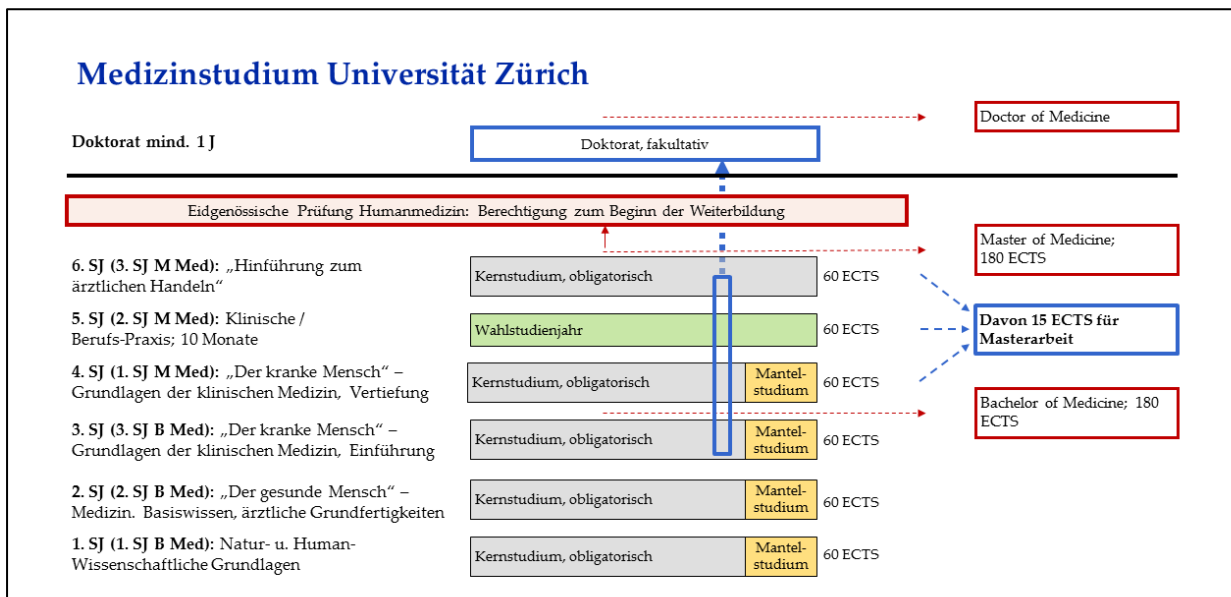 Medizinstudium Universität Zürich
Doktorat mind. 1 J
Doktorat, fakultativ
Doctor of Medicine
Eidgenössische Prüfung Humanmedizin: Berechtigung zum Beginn der Weiterbildung
Master of Medicine;
180 ECTS
6. SJ (3. SJ M Med): „Hinführung zum
ärztlichen Handeln“
Kernstudium, obligatorisch
60 ECTS
5. SJ (2. SJ M Med): Klinische /
Berufs-Praxis; 10 Monate
Wahlstudienjahr
60 ECTS
Davon 15 ECTS für
Masterarbeit
4. SJ (1. SJ M Med): „Der kranke Mensch“ –
Grundlagen der klinischen Medizin, Vertiefung
Kernstudium, obligatorisch
Mantel-
studium
60 ECTS
Bachelor of Medicine; 180
ECTS
3. SJ (3. SJ B Med): „Der kranke Mensch“ –
Grundlagen der klinischen Medizin, Einführung
Kernstudium, obligatorisch
Mantel-
studium
60 ECTS
2. SJ (2. SJ B Med): „Der gesunde Mensch“ –
Medizin. Basiswissen, ärztliche Grundfertigkeiten
Kernstudium, obligatorisch
Mantel-
studium
60 ECTS
1. SJ (1. SJ B Med): Natur- u. Human-
Wissenschaftliche Grundlagen
Kernstudium, obligatorisch
Mantel-
studium
60 ECTS